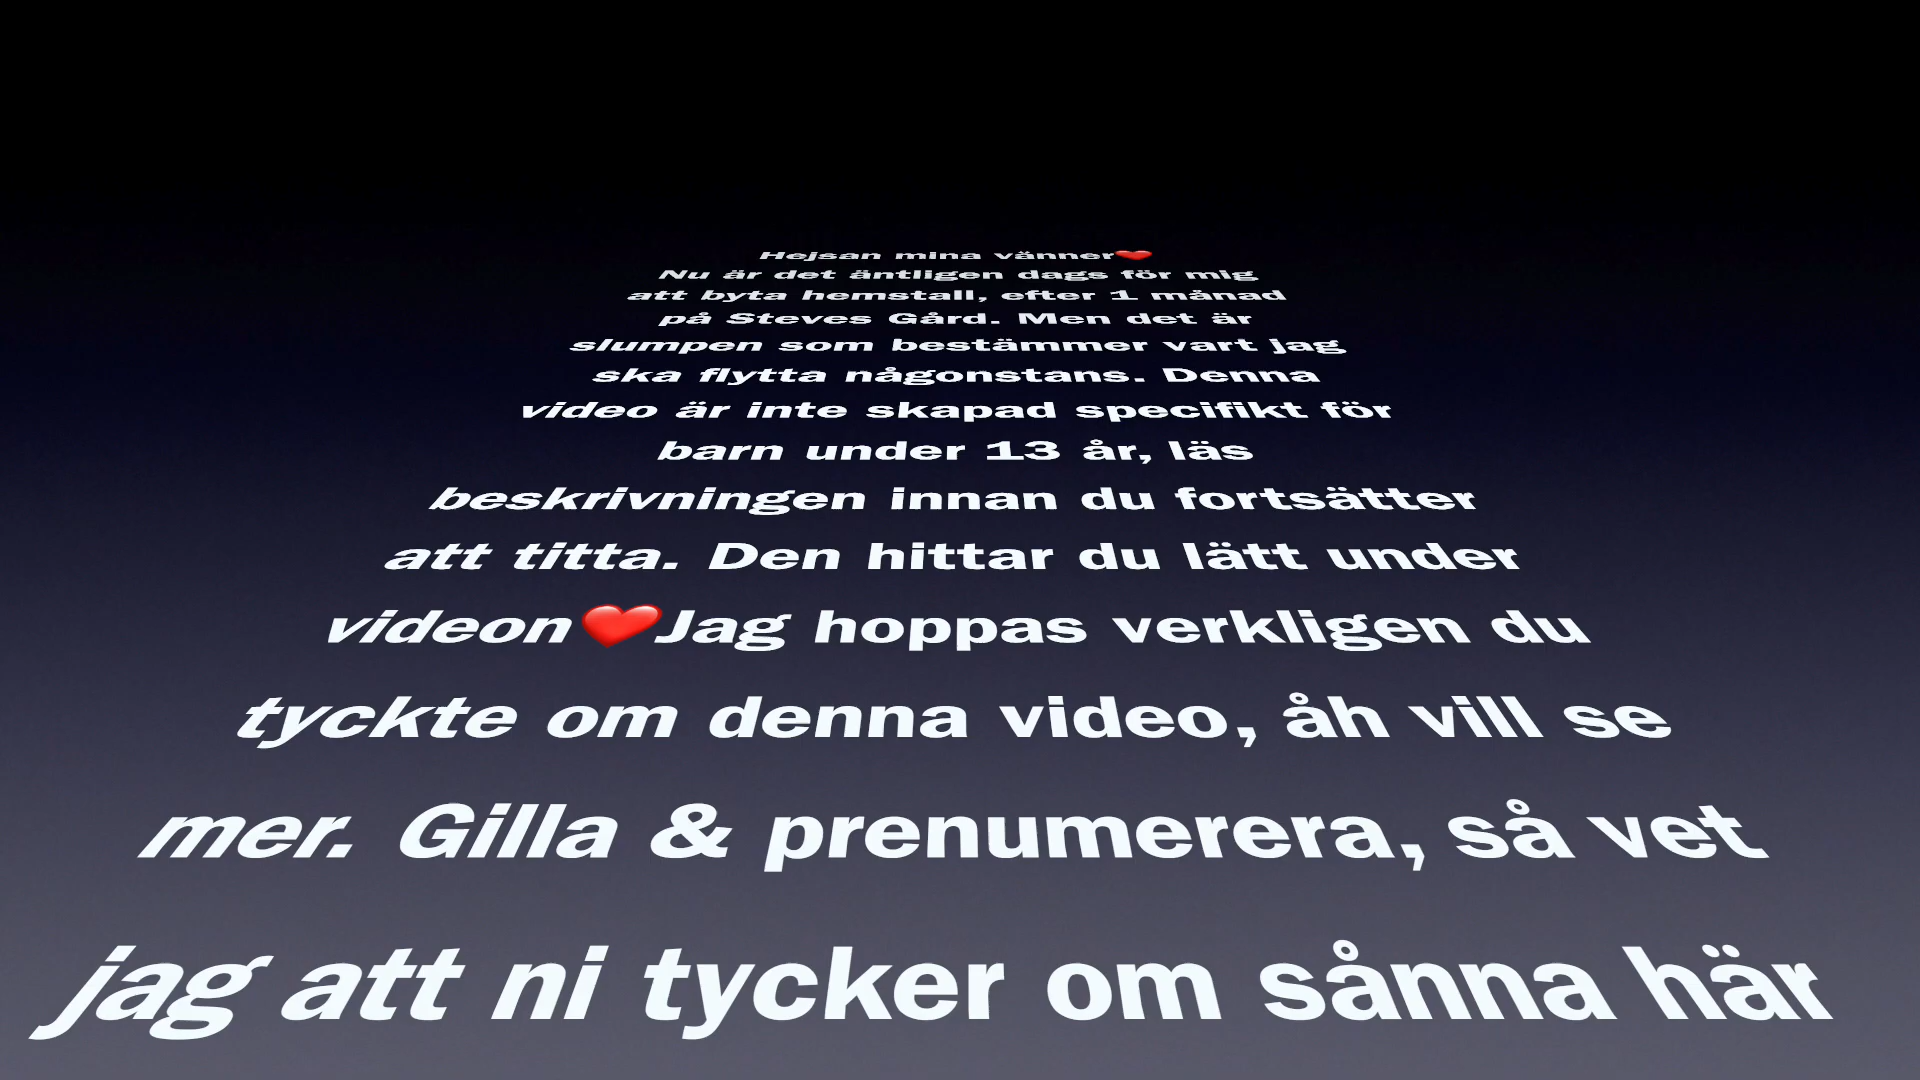 Hejsan mina vänner❤️
Nu är det äntligen dags för mig
att byta hemstall, efter 1 månad
på Steves Gård. Men det är
slumpen som bestämmer vart jag
ska flytta någonstans. Denna
video är inte skapad specifikt för
barn under 13 år, läs
beskrivningen innan du fortsätter
att titta. Den hittar du lätt under
videon❤️Jag hoppas verkligen du
tyckte om denna video, åh vill se
mer. Gilla & prenumerera, så vet
jag att ni tycker om sånna här